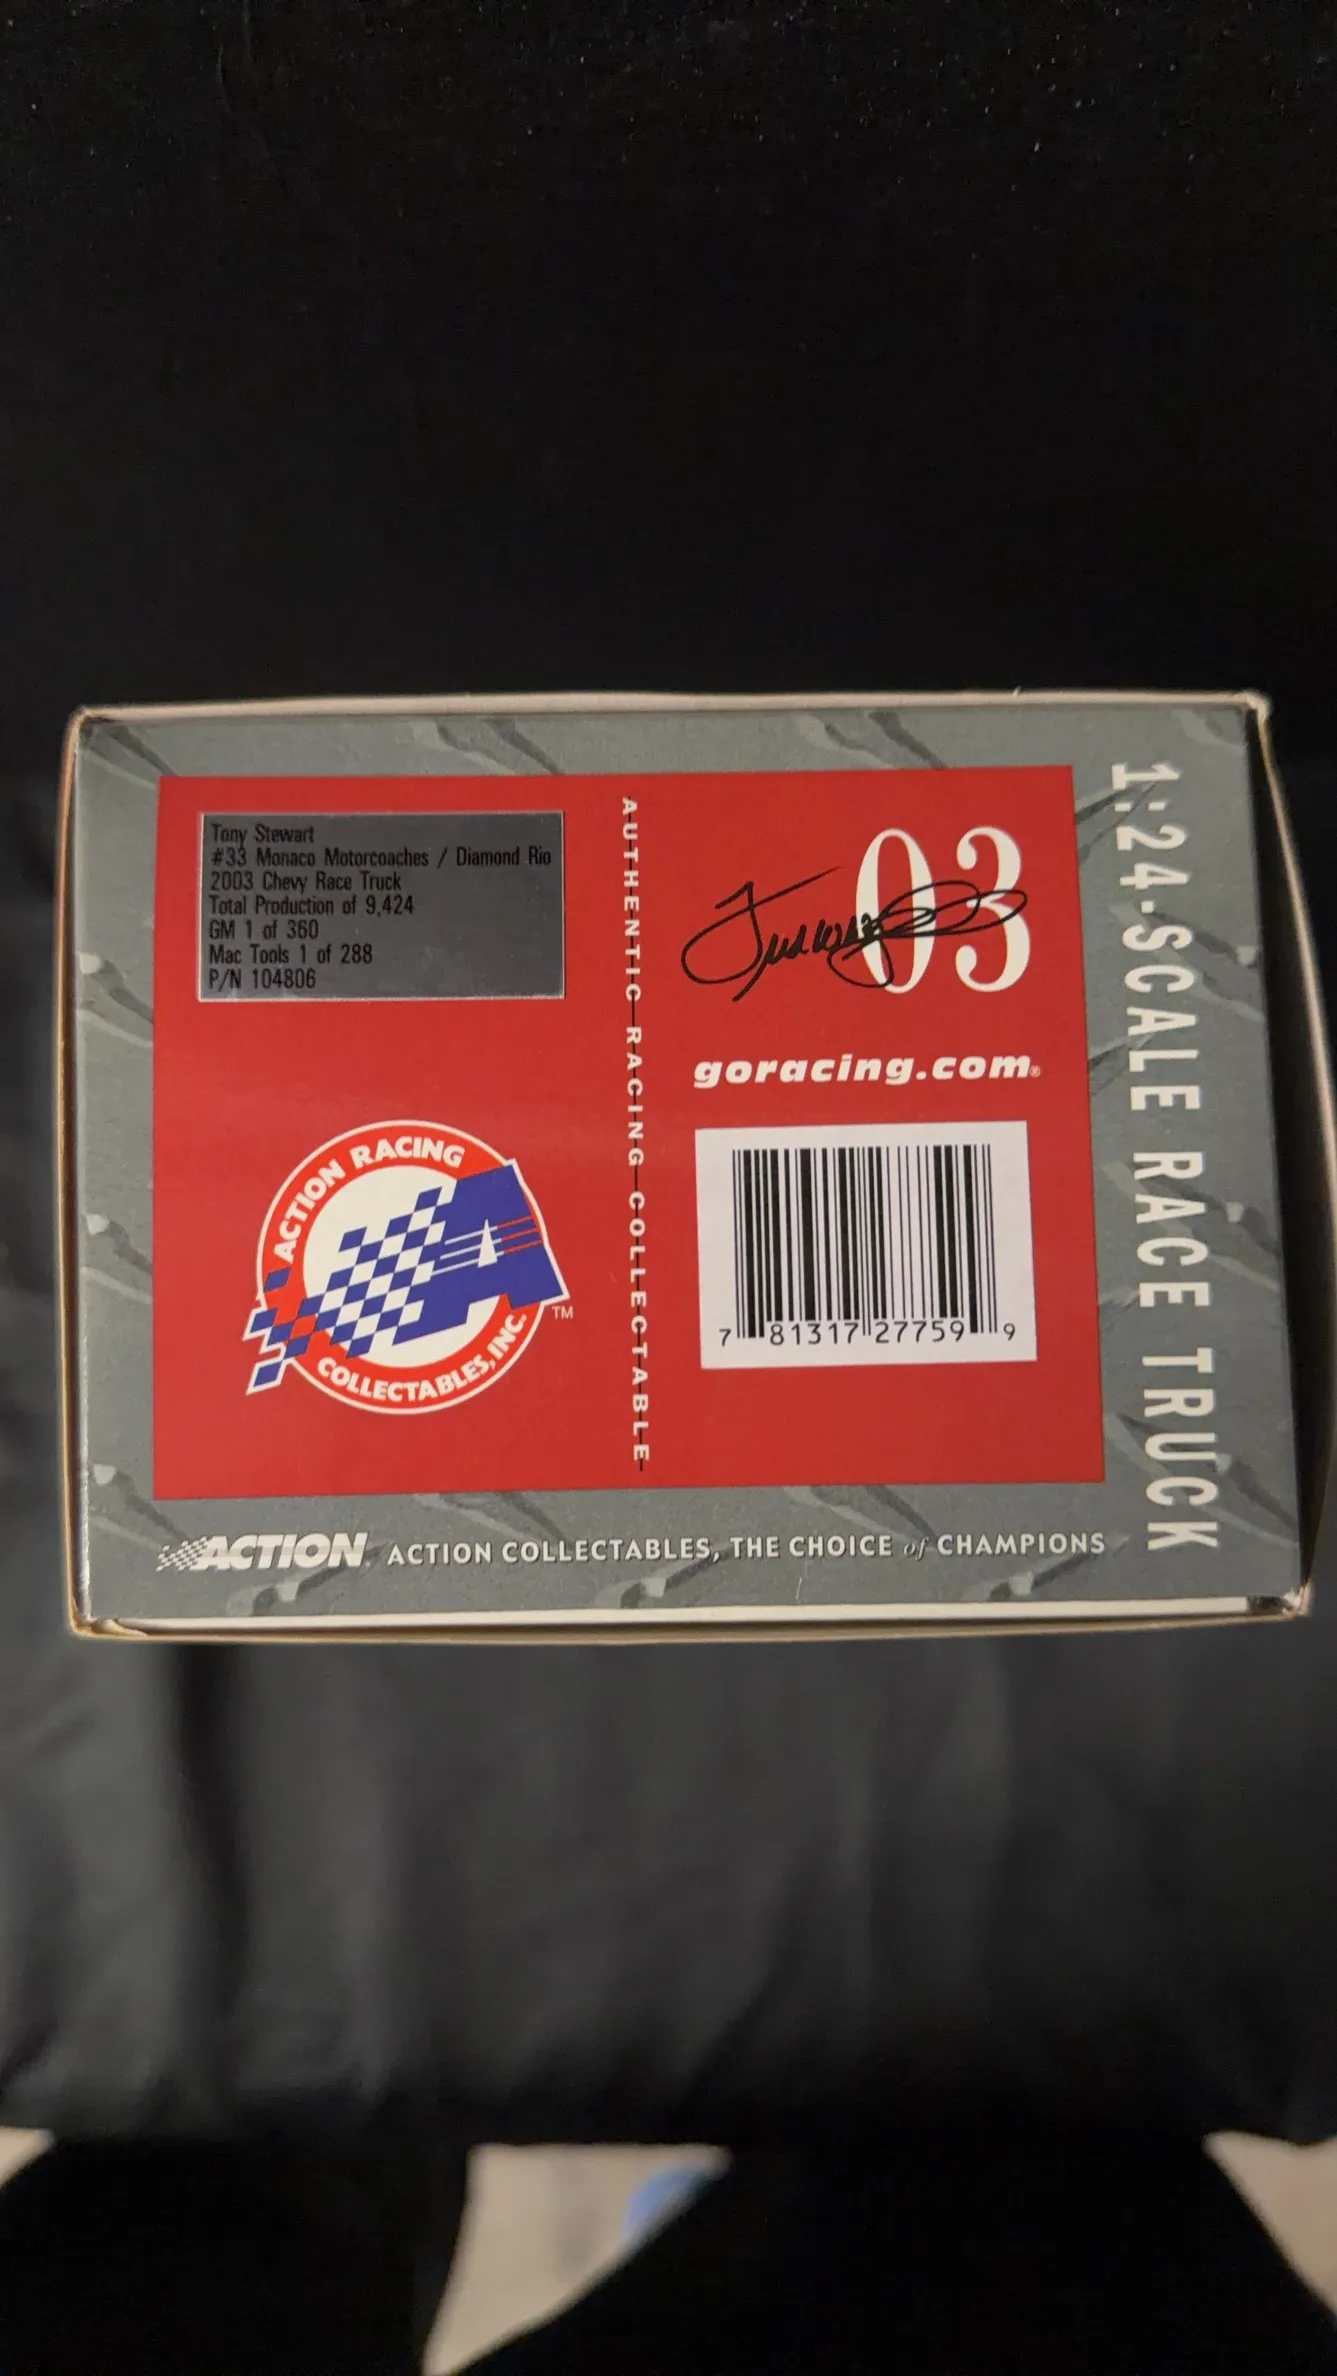 Tony Stewart
#33 Monaco Motorcoaches / Diamond Rio
2003 Chevy Race Truck
Total Production of 9,424
GM 1 of 360
Mac Tools 1 of 288
P/N 104806
AUTHENTIC RACING COLLECTABLE
03
goracing.com®
7 81317 27759 9
ACTION RACING
COLLECTABLES, INC.
TM
1:24-SCALE RACE TRUCK
ACTION ACTION COLLECTABLES, THE CHOICE of CHAMPIONS